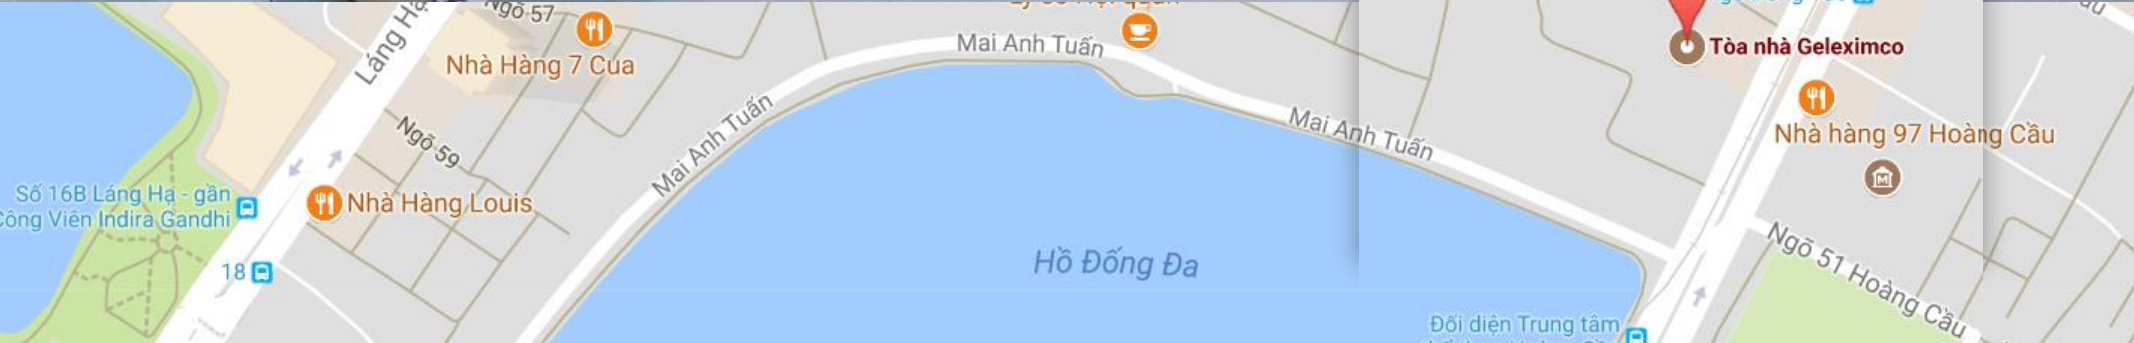 Ngõ 57
Láng Hạ
Nhà Hàng 7 Cua
Mai Anh Tuấn
Tòa nhà Geleximco
Ngõ 59
Mai Anh Tuấn
Mai Anh Tuấn
Nhà hàng 97 Hoàng Cầu
Số 16B Láng Hạ - gần
Công Viên Indira Gandhi
Nhà Hàng Louis
18
Hồ Đống Đa
Ngõ 51 Hoàng Cầu
Đối diện Trung tâm